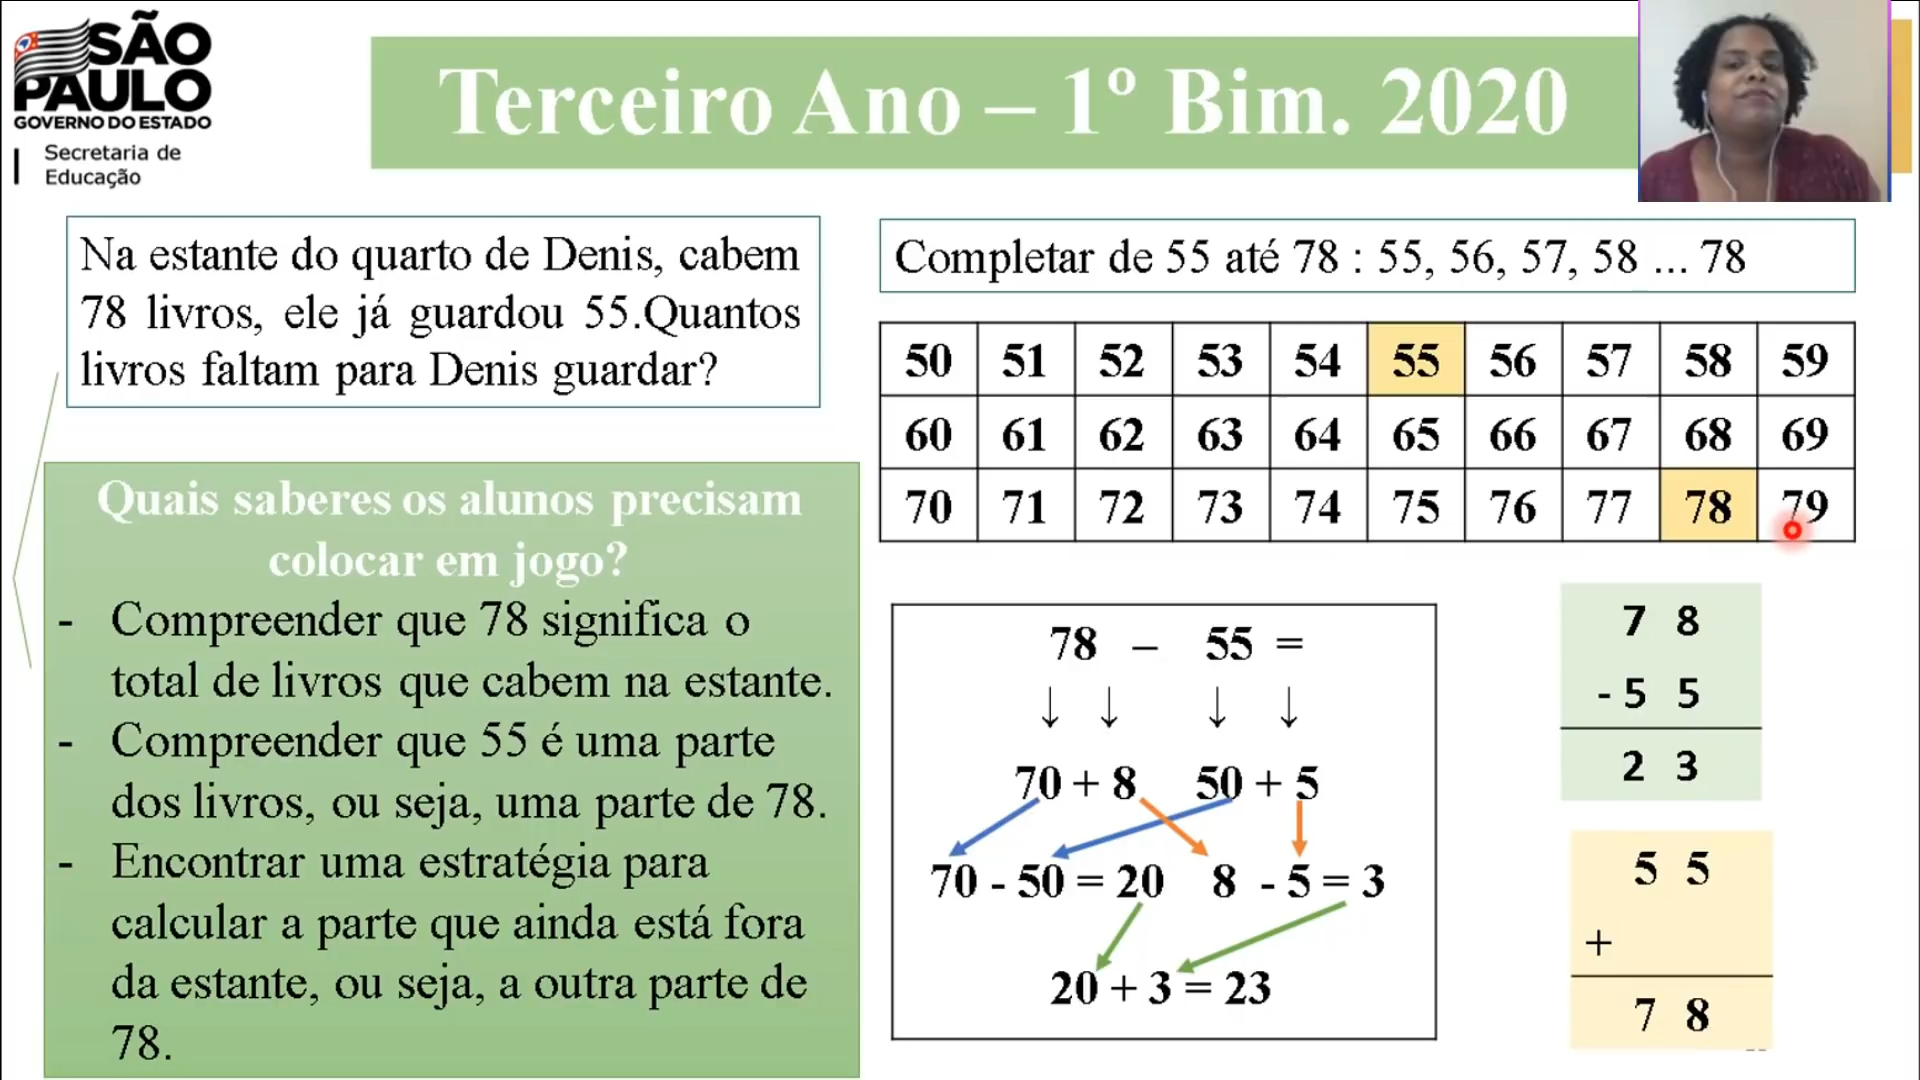 SÃO
PAULO
GOVERNO DO ESTADO
Secretaria de
Educação
Terceiro Ano – 1º Bim. 2020
Na estante do quarto de Denis, cabem
78 livros, ele já guardou 55.Quantos
livros faltam para Denis guardar?
Quais saberes os alunos precisam
colocar em jogo?
- Compreender que 78 significa o
total de livros que cabem na estante.
- Compreender que 55 é uma parte
dos livros, ou seja, uma parte de 78.
- Encontrar uma estratégia para
calcular a parte que ainda está fora
da estante, ou seja, a outra parte de
78.
Completar de 55 até 78 : 55, 56, 57, 58 ... 78
50 51 52 53 54 55 56 57 58 59
60 61 62 63 64 65 66 67 68 69
70 71 72 73 74 75 76 77 78 79
78 – 55 =
↓ ↓ ↓ ↓
70 + 8 50 + 5
70 - 50 = 20 8 - 5 = 3
20 + 3 = 23
7 8
- 5 5
2 3
5 5
+
7 8